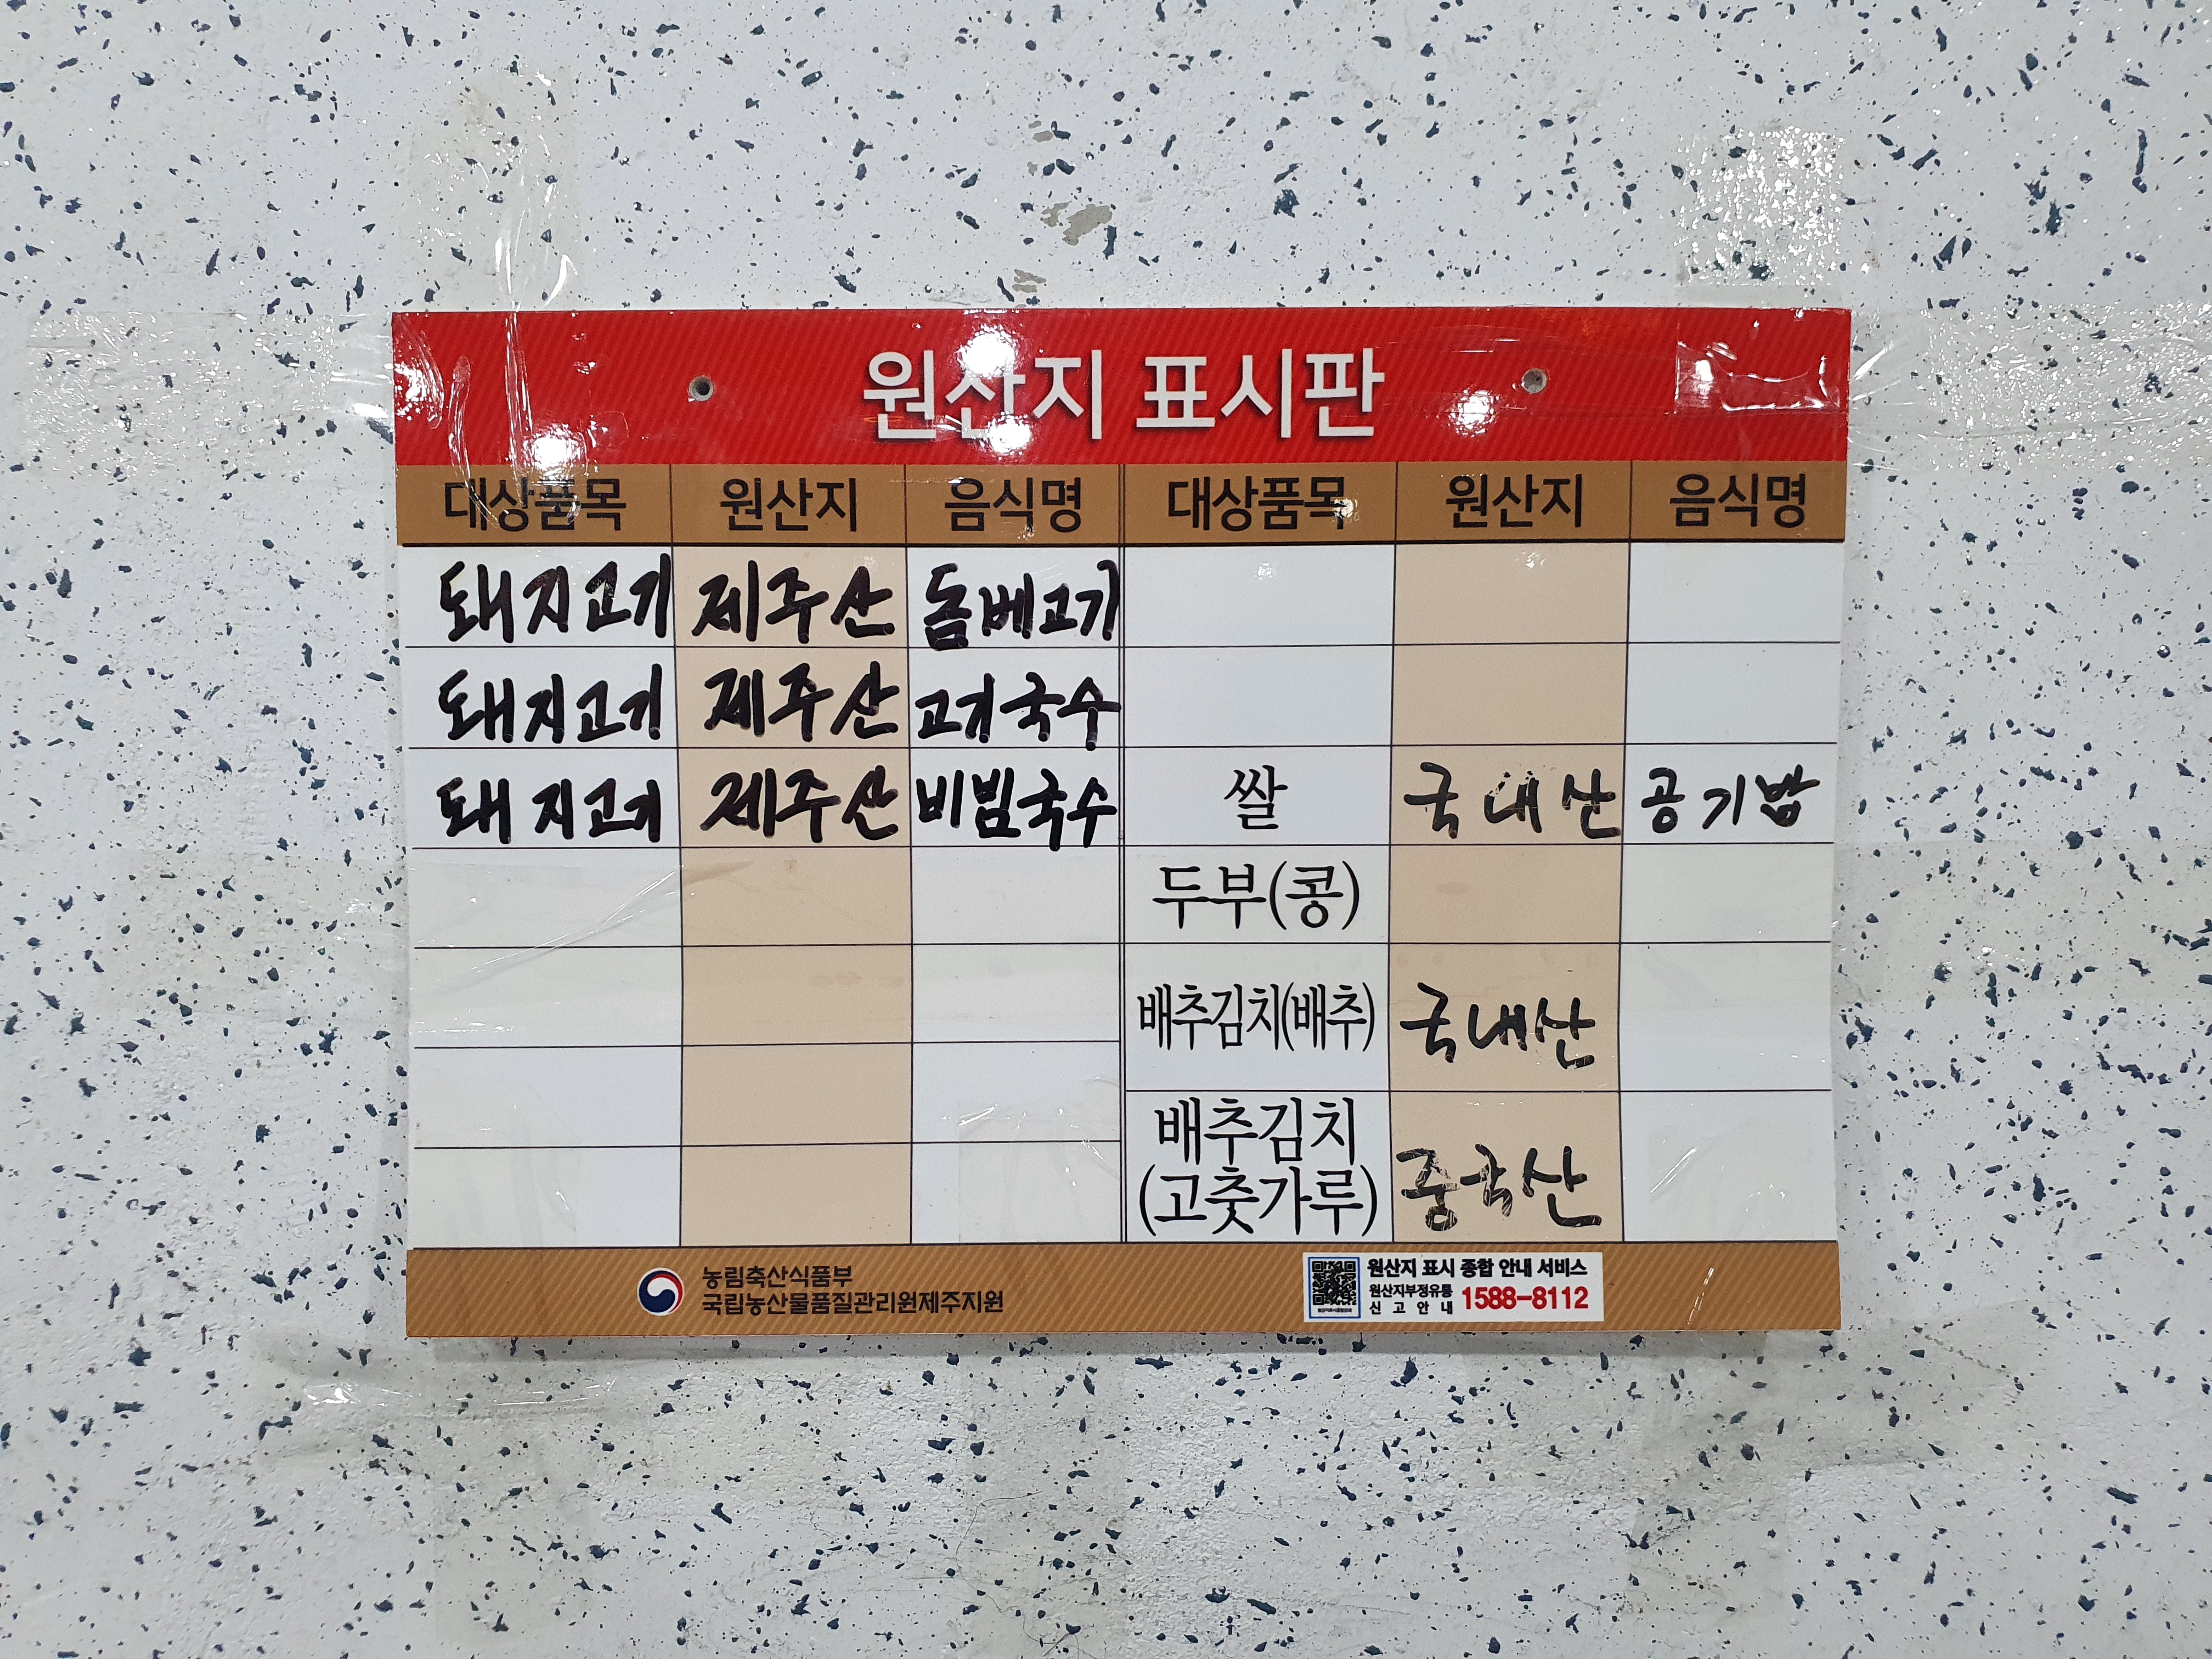 원산지 표시판
대상품목 원산지 음식명 대상품목 원산지 음식명
돼지고기 제주산 돔베고기
돼지고기 제주산 고기국수
돼지고기 제주산 비빔국수 쌀 국내산 공기밥
두부(콩)
배추김치(배추) 국내산
배추김치
(고춧가루) 중국산
농림축산식품부
국립농산물품질관리원제주지원
원산지 표시 종합 안내 서비스
원산지부정유통
신고안내 1588-8112